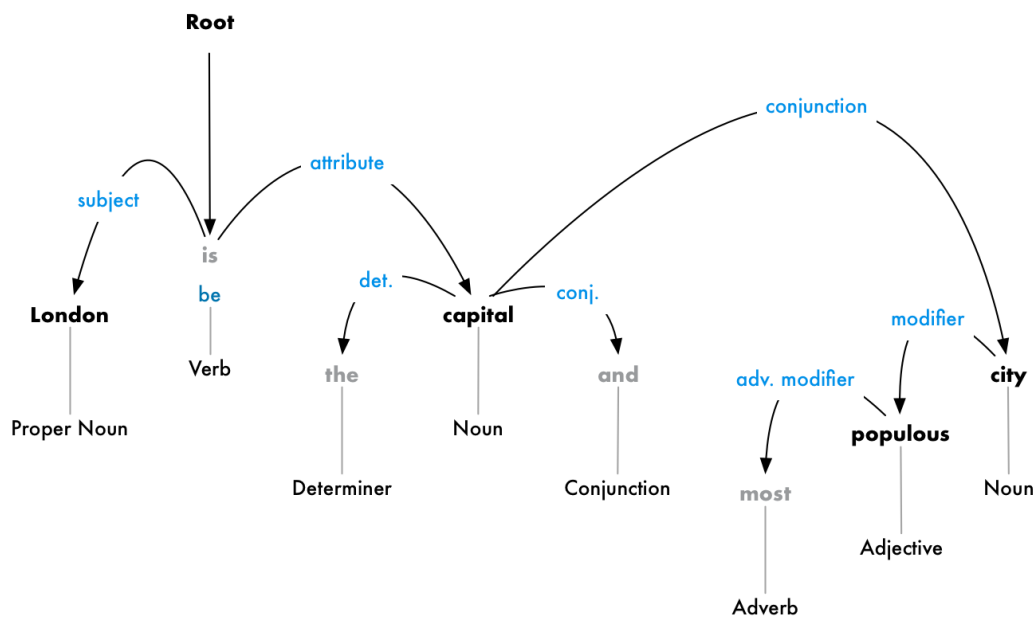 Root
conjunction
attribute
subject
is
det.
be
conj.
London
capital
modifier
Verb
the
and
adv. modifier
city
Proper Noun
Noun
populous
Determiner
Conjunction
most
Noun
Adjective
Adverb